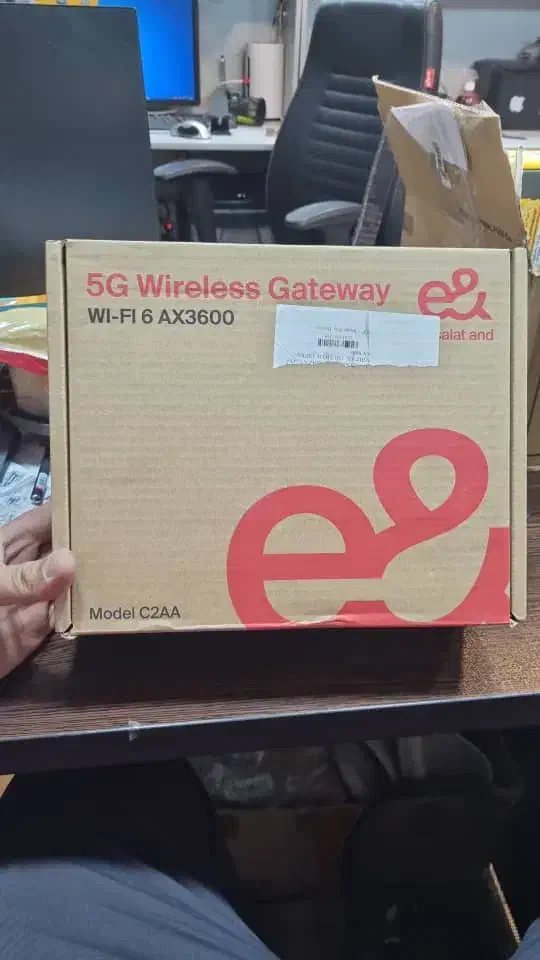 5G Wireless Gateway
WI-FI 6 AX3600
e&
salat and
e&
Model C2AA